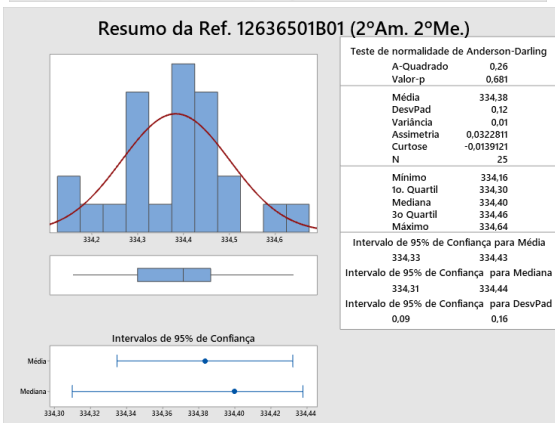 Resumo da Ref. 12636501B01 (2ºAm. 2ºMe.)
334,2 334,3 334,4 334,5 334,6
Teste de normalidade de Anderson-Darling
A-Quadrado 0,26
Valor-p 0,681
Média 334,38
DesvPad 0,12
Variância 0,01
Assimetria 0,0322811
Curtose -0,0139121
N 25
Mínimo 334,16
1o. Quartil 334,30
Mediana 334,40
3o Quartil 334,46
Máximo 334,64
Intervalo de 95% de Confiança para Média
334,33 334,43
Intervalo de 95% de Confiança para Mediana
334,31 334,44
Intervalo de 95% de Confiança para DesvPad
0,09 0,16
Intervalos de 95% de Confiança
Média
Mediana
334,30 334,32 334,34 334,36 334,38 334,40 334,42 334,44